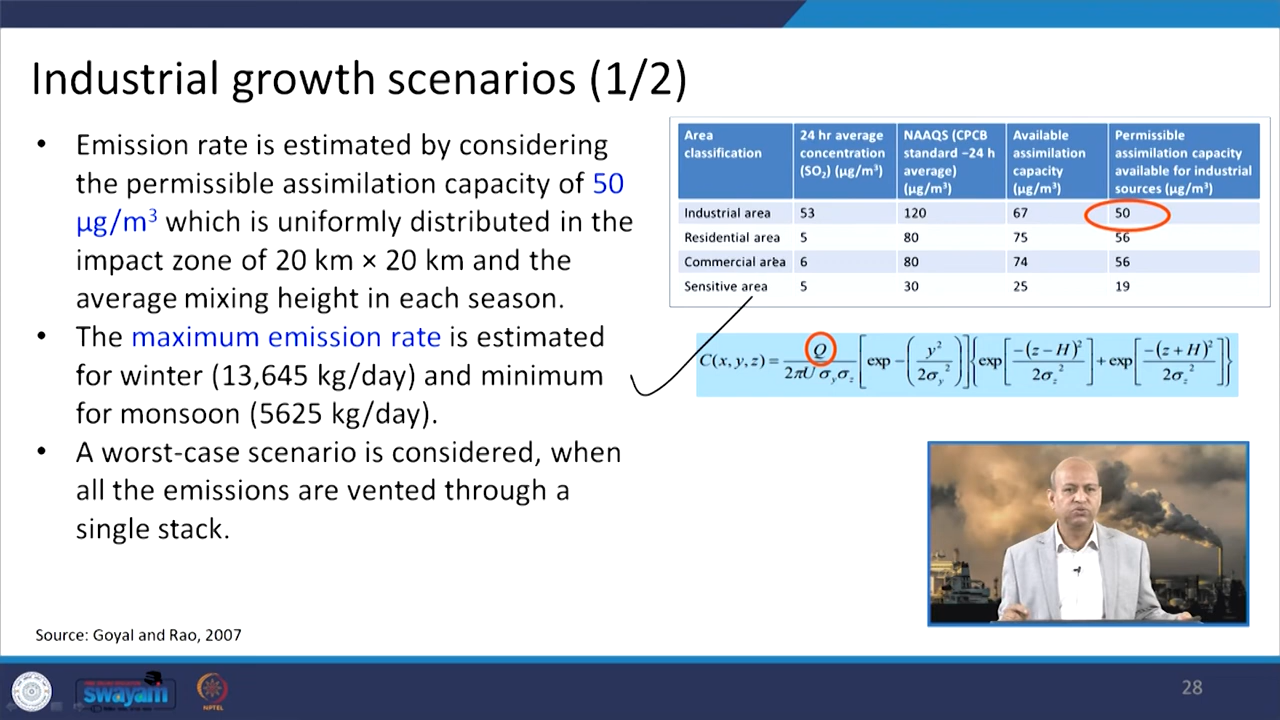 Industrial growth scenarios (1/2)
• Emission rate is estimated by considering
the permissible assimilation capacity of 50
µg/m³ which is uniformly distributed in the
impact zone of 20 km × 20 km and the
average mixing height in each season.
• The maximum emission rate is estimated
for winter (13,645 kg/day) and minimum
for monsoon (5625 kg/day).
• A worst-case scenario is considered, when
all the emissions are vented through a
single stack.
Area classification | 24 hr average concentration (SO₂) (µg/m³) | NAAQS (CPCB standard −24 h average) (µg/m³) | Available assimilation capacity (µg/m³) | Permissible assimilation capacity available for industrial sources (µg/m³)
Industrial area 53 120 67 50
Residential area 5 80 75 56
Commercial area 6 80 74 56
Sensitive area 5 30 25 19
C(x, y, z) = Q / 2πU σ_y σ_z [exp − (y² / 2σ_y²)] {exp [−(z − H)² / 2σ_z²] + exp [−(z + H)² / 2σ_z²]}
Source: Goyal and Rao, 2007
swayam
NPTEL
28